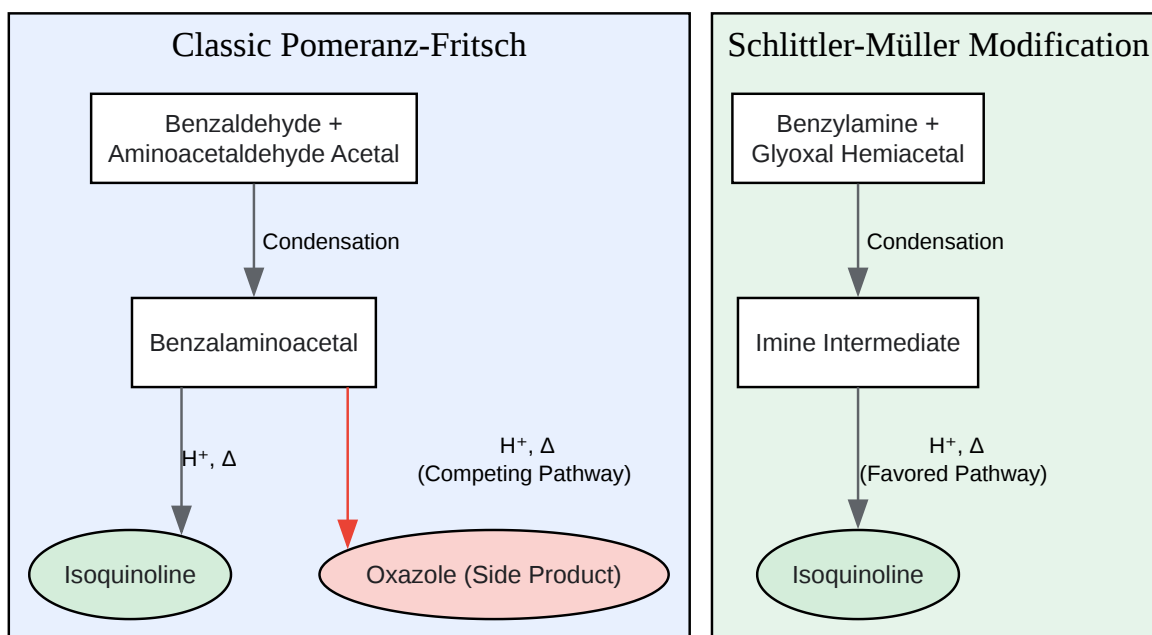 Classic Pomeranz-Fritsch
Benzaldehyde +
Aminoacetaldehyde Acetal
Condensation
Benzalaminoacetal
H⁺, Δ
H⁺, Δ
(Competing Pathway)
Isoquinoline
Oxazole (Side Product)
Schlittler-Müller Modification
Benzylamine +
Glyoxal Hemiacetal
Condensation
Imine Intermediate
H⁺, Δ
(Favored Pathway)
Isoquinoline